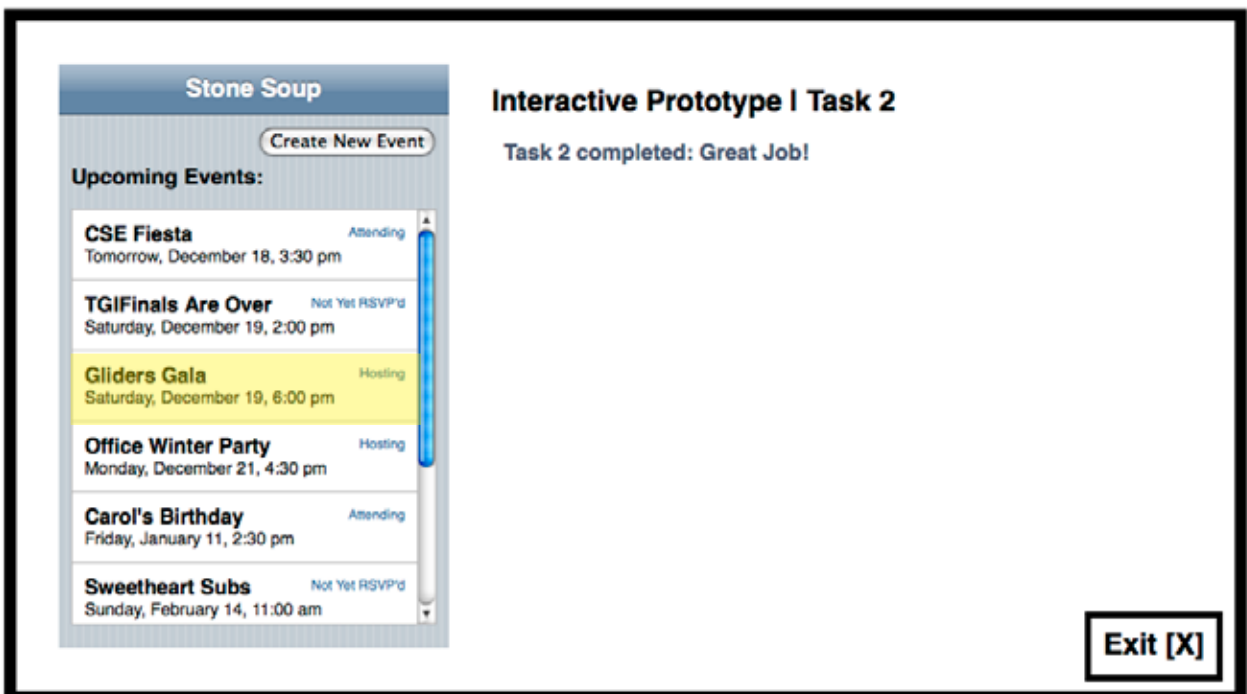 Stone Soup
Create New Event
Upcoming Events:
CSE Fiesta Attending
Tomorrow, December 18, 3:30 pm
TGIFinals Are Over Not Yet RSVP'd
Saturday, December 19, 2:00 pm
Gliders Gala Hosting
Saturday, December 19, 6:00 pm
Office Winter Party Hosting
Monday, December 21, 4:30 pm
Carol's Birthday Attending
Friday, January 11, 2:30 pm
Sweetheart Subs Not Yet RSVP'd
Sunday, February 14, 11:00 am
Interactive Prototype | Task 2
Task 2 completed: Great Job!
Exit [X]